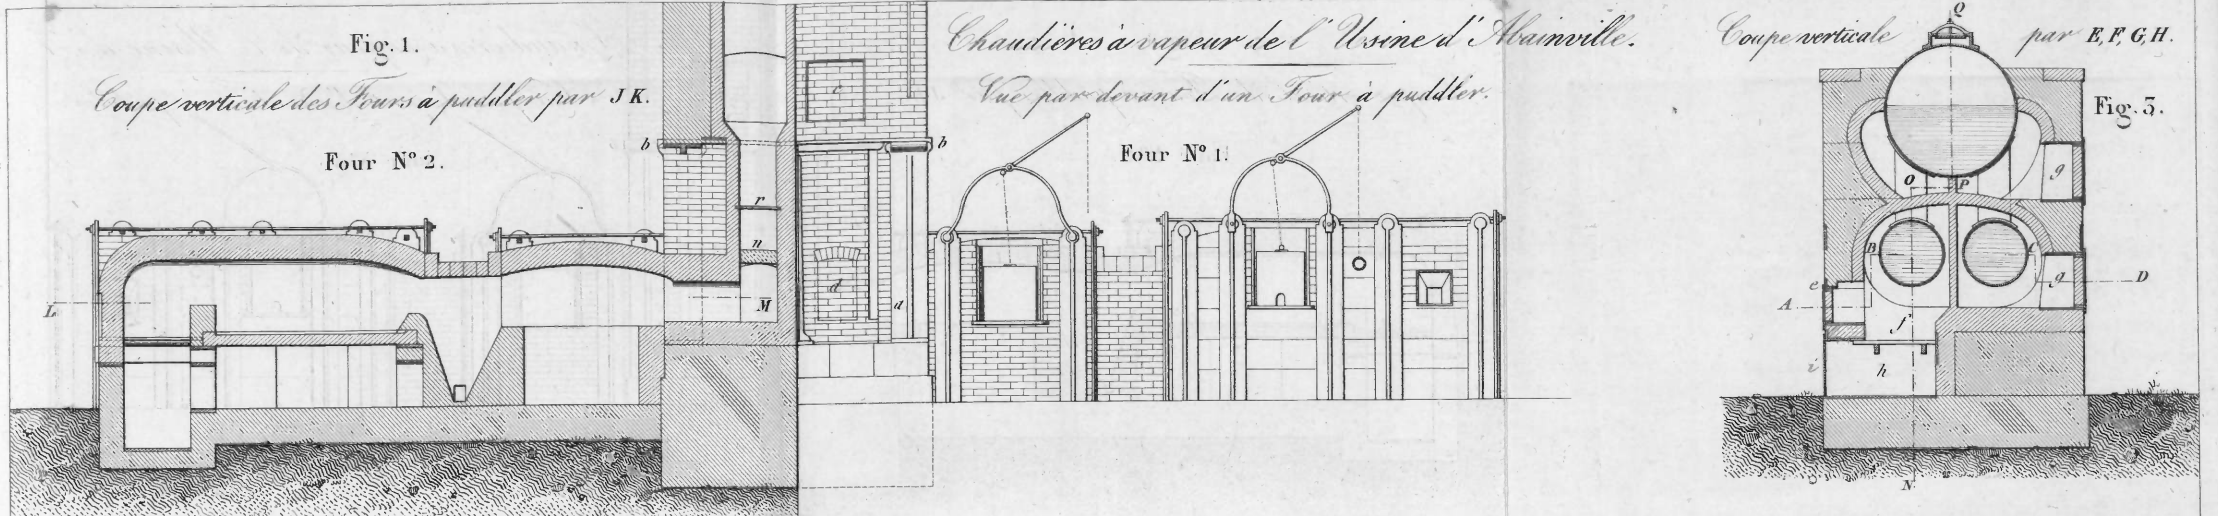 Fig. 1.
Coupe verticale des Fours à puddler par J K.
Four N° 2.
Chaudières à vapeur de l'Usine d'Abainville.
Vue par devant d'un Four à puddler.
Four N° 1.
Coupe verticale par E, F, G, H.
Fig. 3.
b
r
n
M
L
c
b
d
d
Q
O
P
g
B
C
g
D
e
A
f
i
h
N